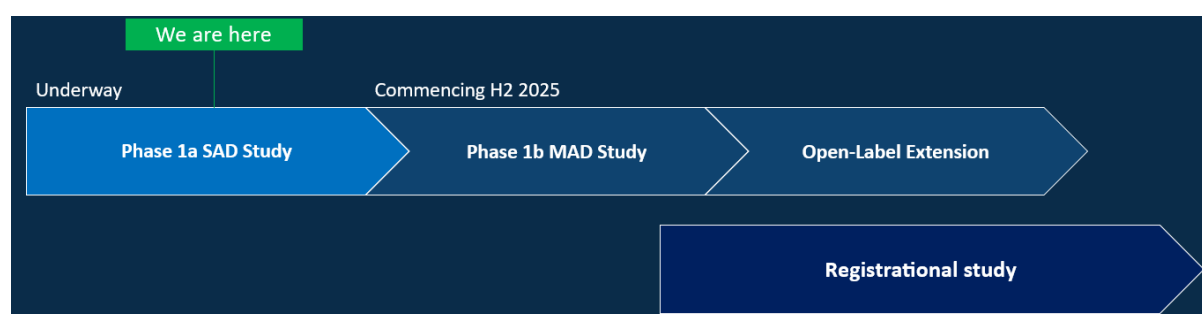 We are here
Underway
Commencing H2 2025
Phase 1a SAD Study
Phase 1b MAD Study
Open-Label Extension
Registrational study